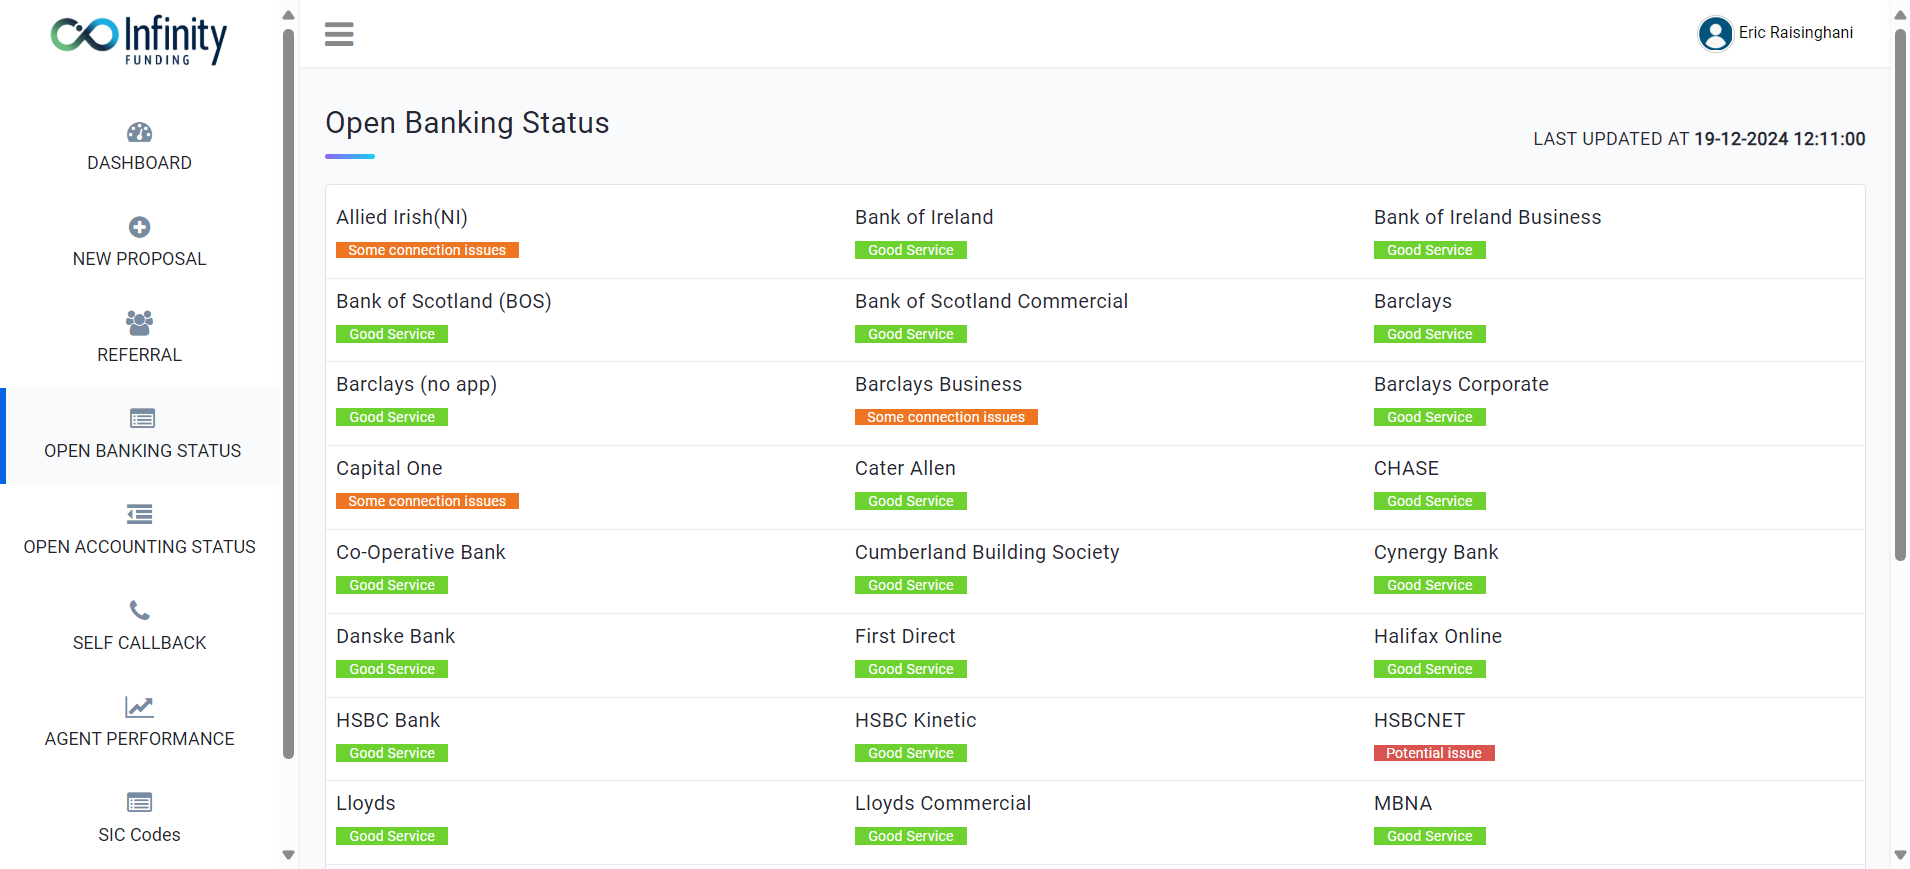 Infinity
FUNDING
Eric Raisinghani
DASHBOARD
NEW PROPOSAL
REFERRAL
OPEN BANKING STATUS
OPEN ACCOUNTING STATUS
SELF CALLBACK
AGENT PERFORMANCE
SIC Codes
Open Banking Status
LAST UPDATED AT 19-12-2024 12:11:00
Allied Irish(NI)
Some connection issues
Bank of Ireland
Good Service
Bank of Ireland Business
Good Service
Bank of Scotland (BOS)
Good Service
Bank of Scotland Commercial
Good Service
Barclays
Good Service
Barclays (no app)
Good Service
Barclays Business
Some connection issues
Barclays Corporate
Good Service
Capital One
Some connection issues
Cater Allen
Good Service
CHASE
Good Service
Co-Operative Bank
Good Service
Cumberland Building Society
Good Service
Cynergy Bank
Good Service
Danske Bank
Good Service
First Direct
Good Service
Halifax Online
Good Service
HSBC Bank
Good Service
HSBC Kinetic
Good Service
HSBCNET
Potential issue
Lloyds
Good Service
Lloyds Commercial
Good Service
MBNA
Good Service